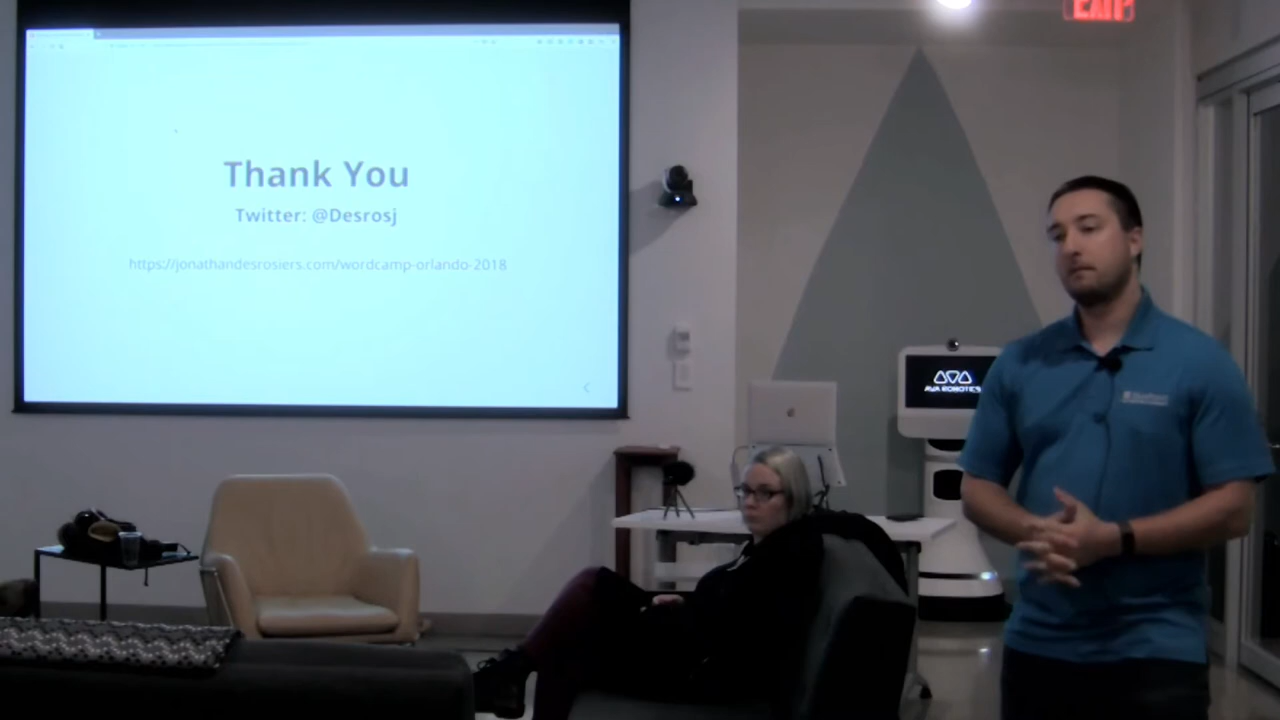 Thank You
Twitter: @Desrosj
https://jonathandesrosiers.com/wordcamp-orlando-2018
EXIT
AVA ROBOTICS